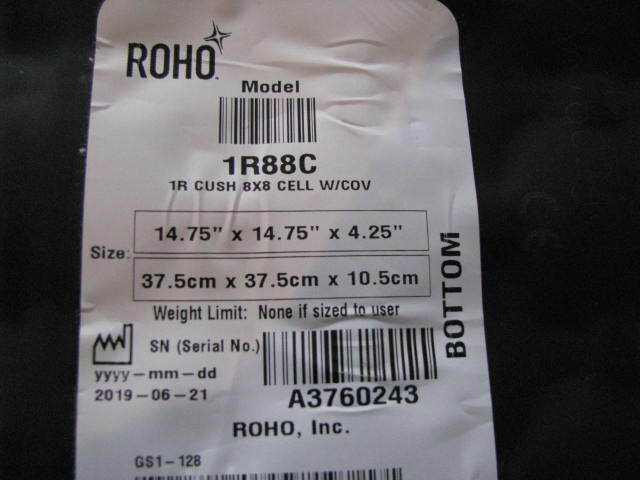 ROHO
Model
1R88C
1R CUSH 8X8 CELL W/COV
Size:
14.75" x 14.75" x 4.25"
37.5cm x 37.5cm x 10.5cm
Weight Limit: None if sized to user
BOTTOM
SN (Serial No.)
yyyy-mm-dd
2019-06-21
A3760243
ROHO, Inc.
GS1-128